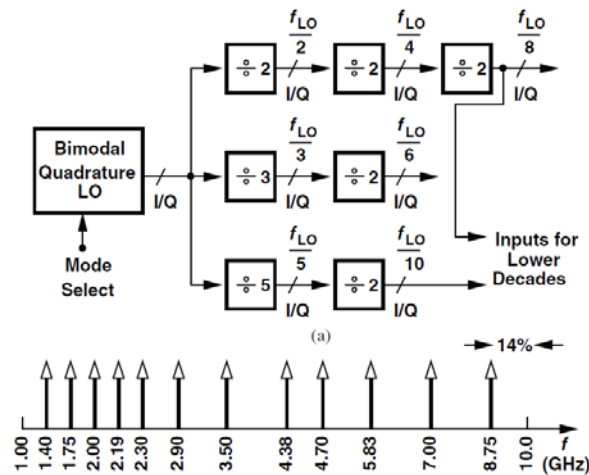 f_LO/2
f_LO/4
f_LO/8
÷ 2
÷ 2
÷ 2
I/Q
I/Q
I/Q
Bimodal
Quadrature
LO
I/Q
f_LO/3
f_LO/6
÷ 3
÷ 2
I/Q
I/Q
Mode
Select
f_LO/5
f_LO/10
÷ 5
÷ 2
I/Q
I/Q
Inputs for
Lower
Decades
(a)
14%
1.00
1.40
1.75
2.00
2.19
2.30
2.90
3.50
4.38
4.70
5.83
7.00
8.75
10.0
f
(GHz)